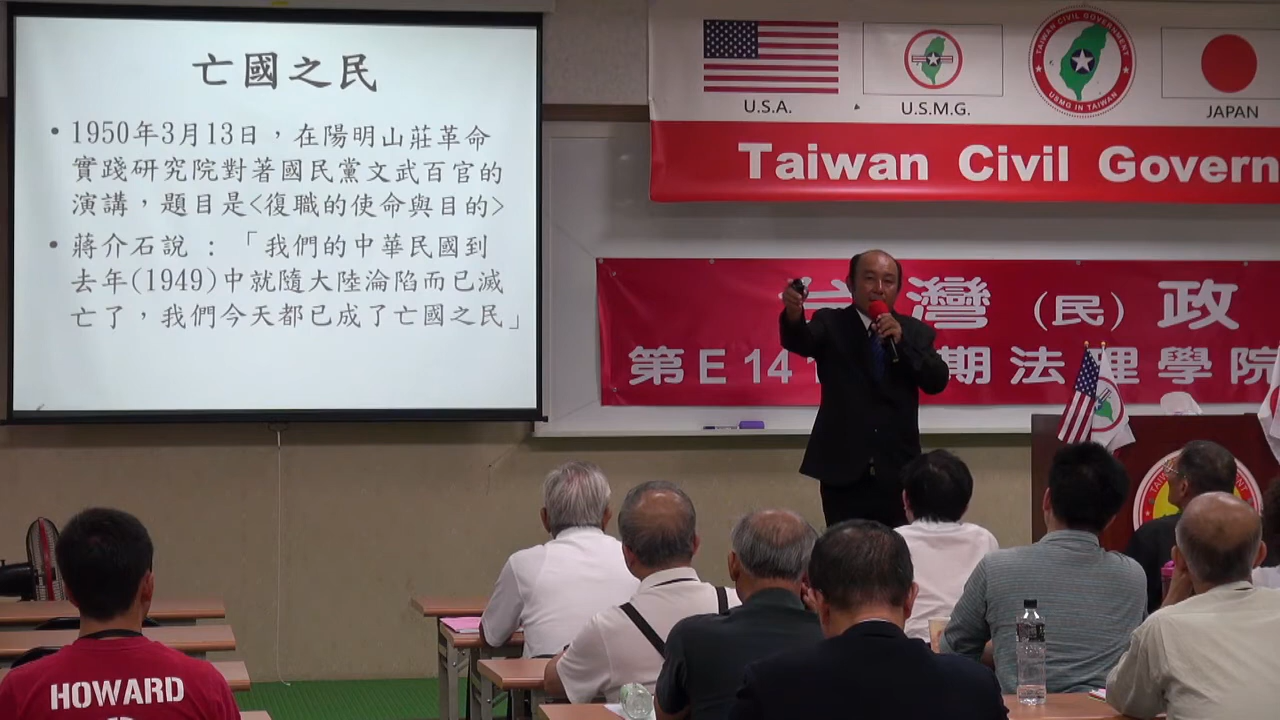 亡國之民
• 1950年3月13日，在陽明山莊革命
實踐研究院對著國民黨文武百官的
演講，題目是<復職的使命與目的>
• 蔣介石說 : 「我們的中華民國到
去年(1949)中就隨大陸淪陷而已滅
亡了，我們今天都已成了亡國之民」
U.S.A.
U.S.M.G.
TAIWAN CIVIL GOVERNMENT
USMG IN TAIWAN
JAPAN
Taiwan Civil Govern
台灣（民）政
第E14 期法理學院
HOWARD